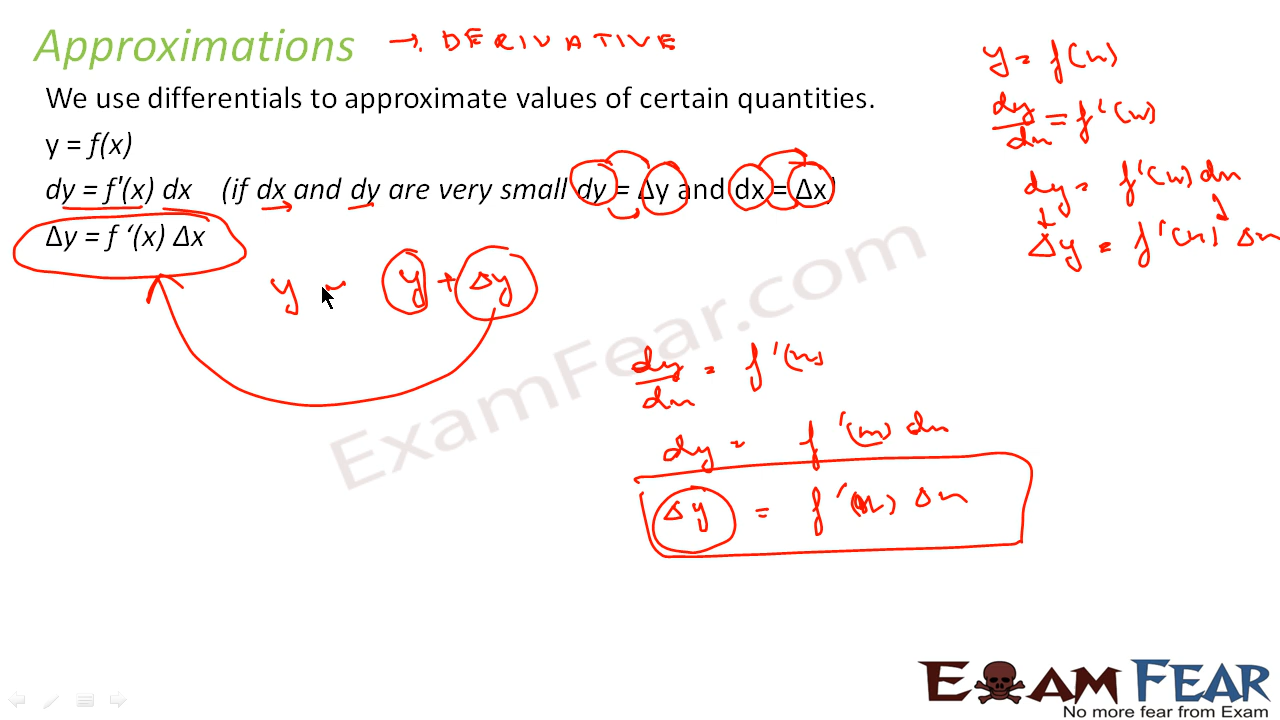 Approximations → DERIVATIVE
We use differentials to approximate values of certain quantities.
y = f(x)
dy = f'(x) dx (if dx and dy are very small dy = Δy and dx = Δx)
Δy = f ‘(x) Δx
y = y + Δy
y = f(x)
dy/dx = f'(x)
dy = f'(x) dx
Δy = f'(x) Δx
dy/dx = f'(x)
dy = f'(x) dx
Δy = f'(x) Δx
ExamFear.com
EXAM FEAR
No more fear from Exam